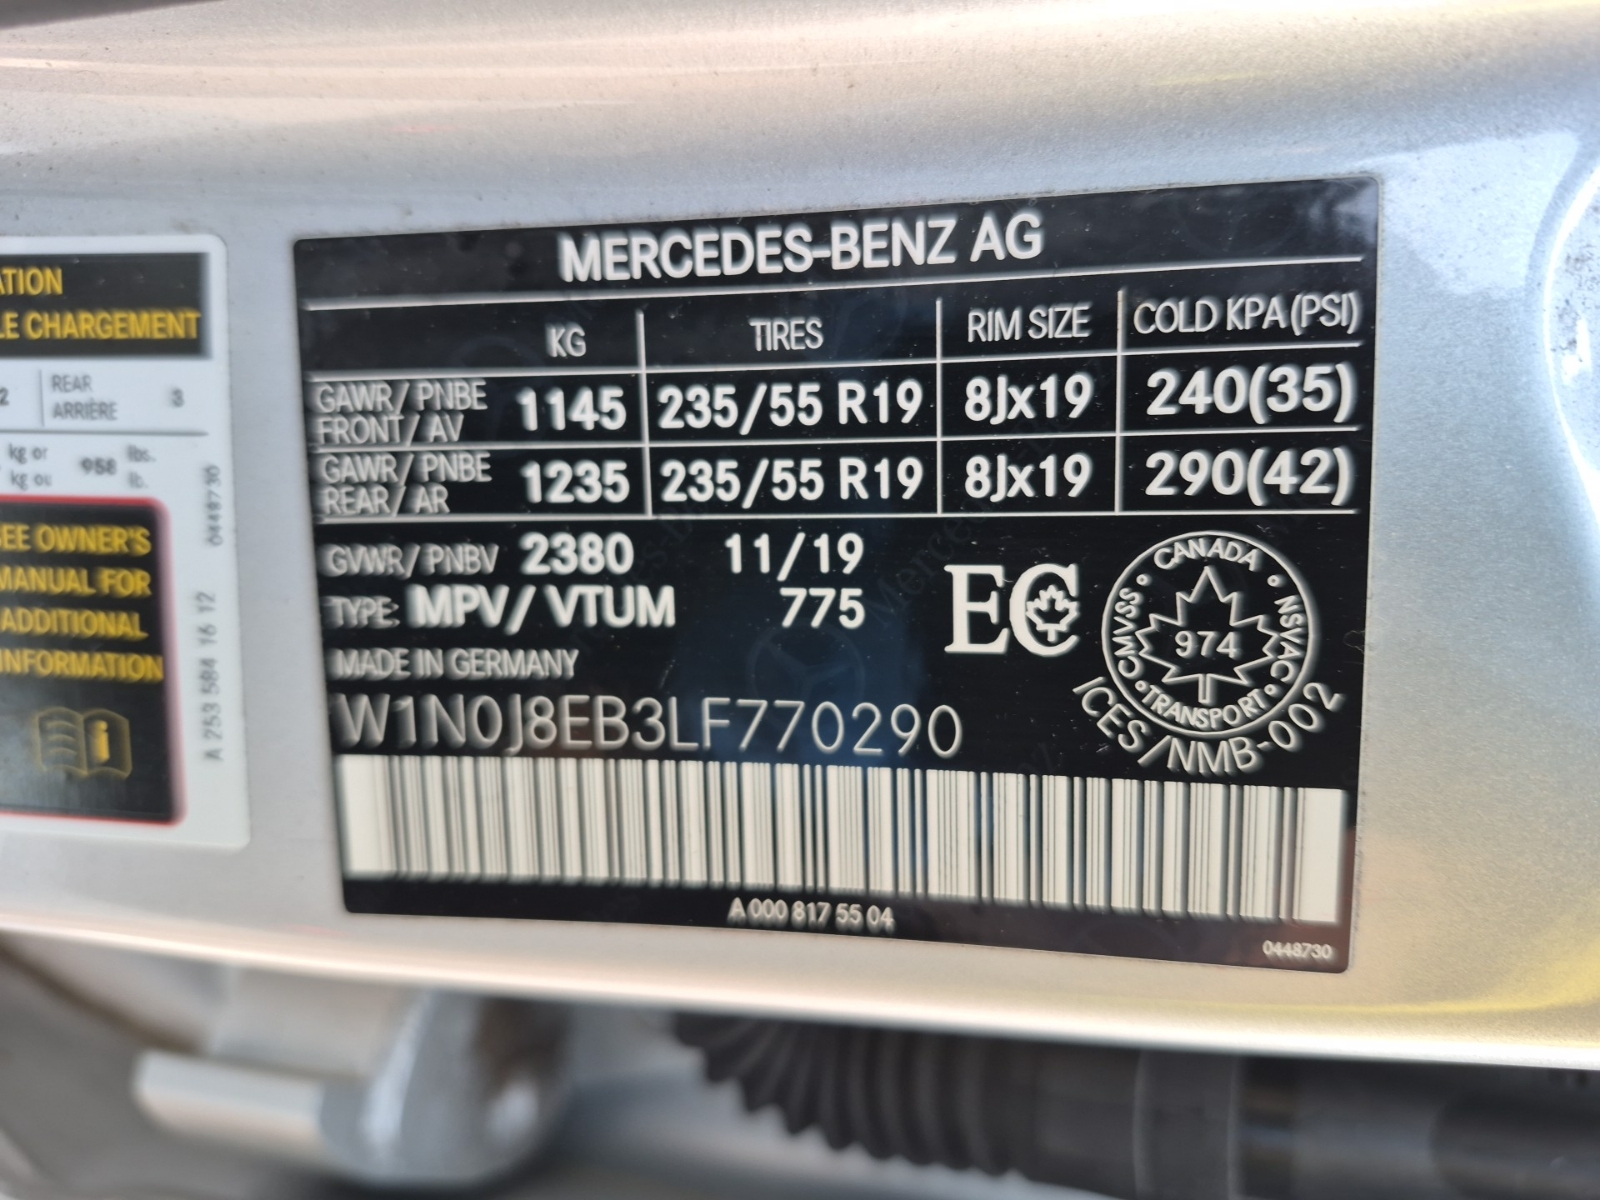 ATION
LE CHARGEMENT
2 REAR
ARRIÈRE 3
kg or
kg ou 958 lbs.
lb.
SEE OWNER'S
MANUAL FOR
ADDITIONAL
INFORMATION
A 253 584 16 12 0448730
MERCEDES-BENZ AG
KG TIRES RIM SIZE COLD KPA(PSI)
GAWR/PNBE
FRONT/AV 1145 235/55 R19 8Jx19 240(35)
GAWR/PNBE
REAR/AR 1235 235/55 R19 8Jx19 290(42)
GVWR/PNBV 2380 11/19
TYPE: MPV/VTUM 775
MADE IN GERMANY
W1N0J8EB3LF770290
EC
CANADA
CMVSS • NSVAC
974
TRANSPORT
ICES/NMB-002
A 000 817 55 04
0448730